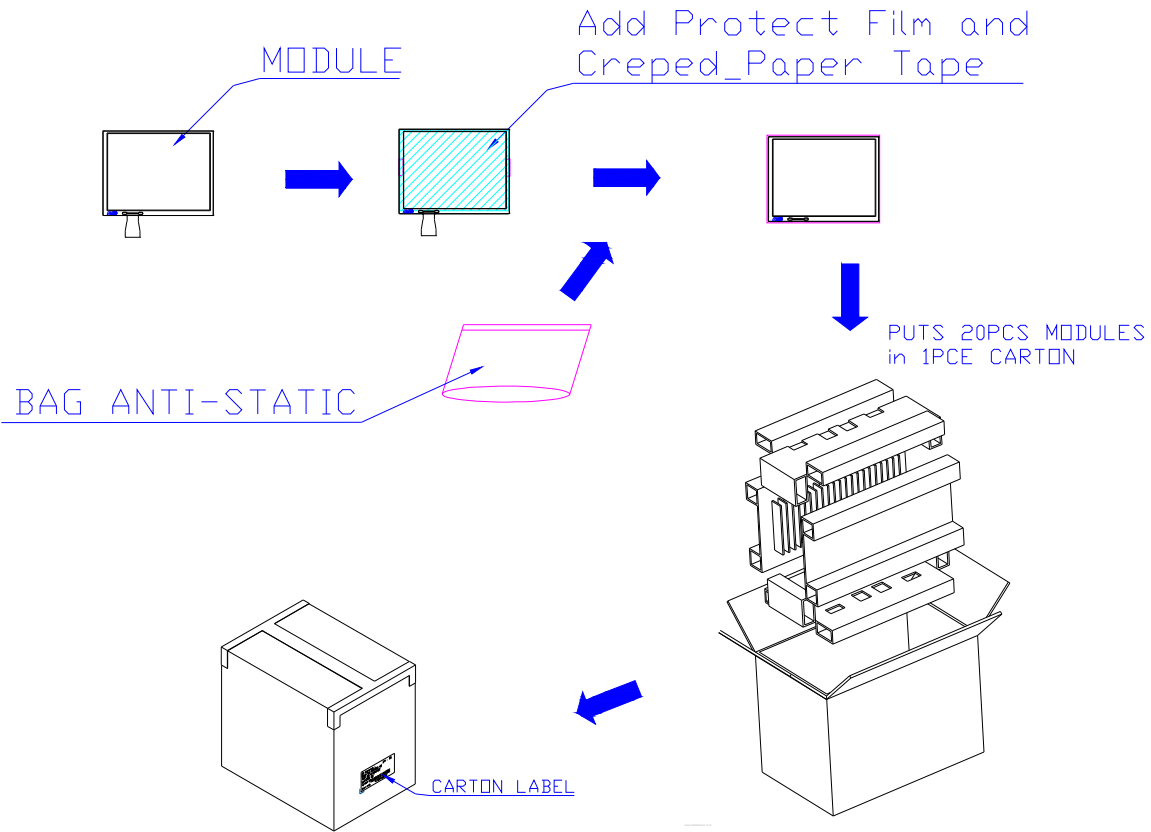 MODULE
Add Protect Film and
Creped_Paper Tape
PUTS 20PCS MODULES
in 1PCE CARTON
BAG ANTI-STATIC
CARTON LABEL